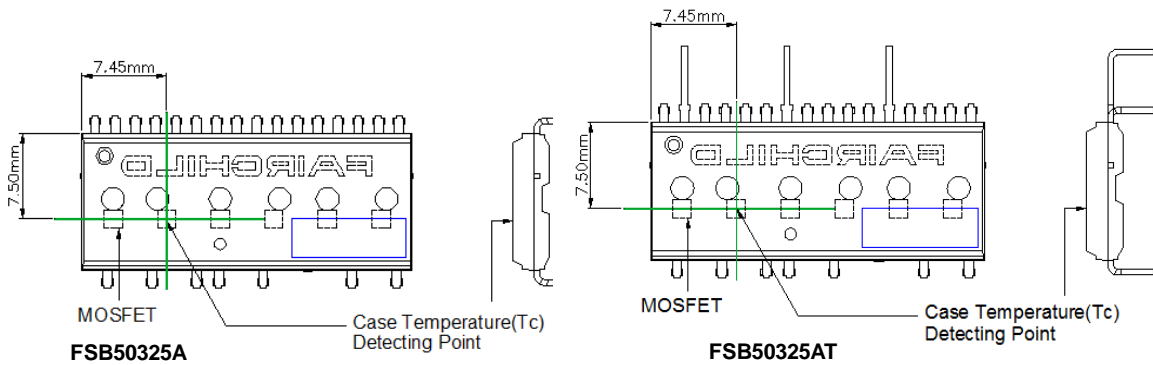 7.45mm
7.50mm
FAIRCHILD
MOSFET
Case Temperature(Tc)
Detecting Point
FSB50325A
7.45mm
7.50mm
FAIRCHILD
MOSFET
Case Temperature(Tc)
Detecting Point
FSB50325AT